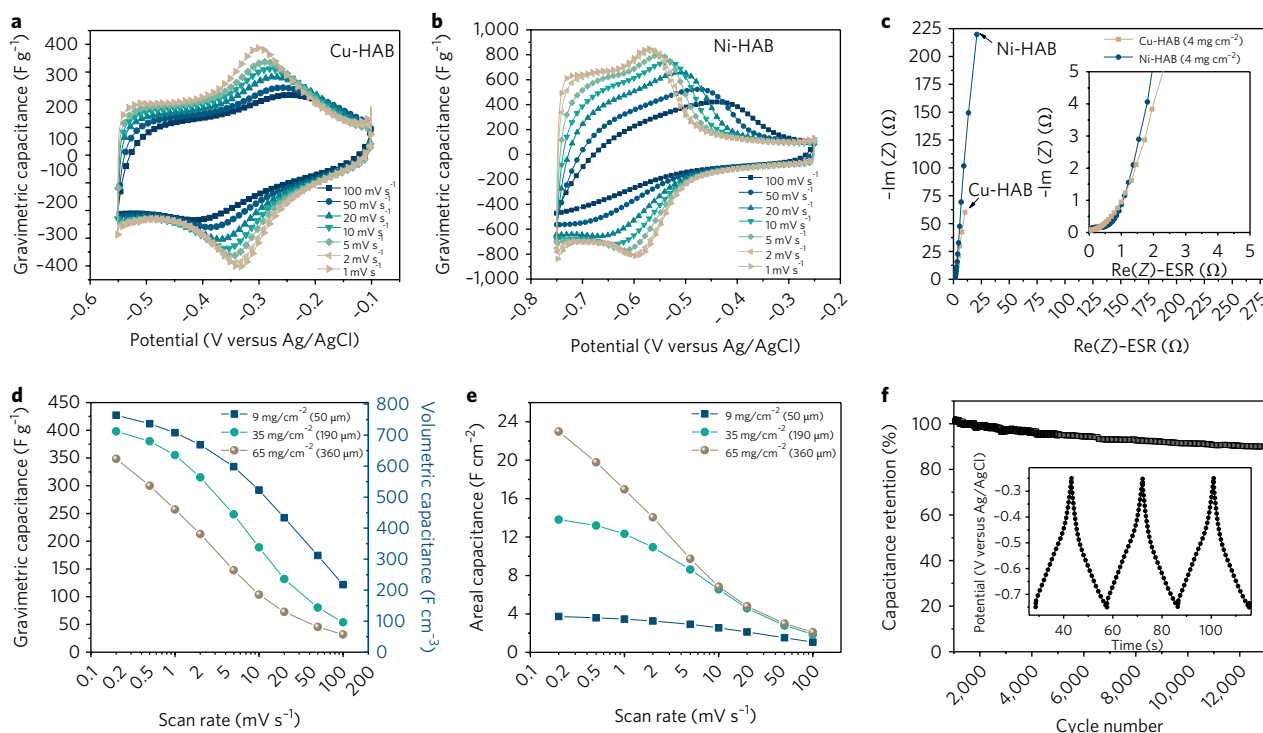 a
Gravimetric capacitance (F g⁻¹)
400
300
200
100
0
−100
−200
−300
−400
Cu-HAB
100 mV s⁻¹
50 mV s⁻¹
20 mV s⁻¹
10 mV s⁻¹
5 mV s⁻¹
2 mV s⁻¹
1 mV s⁻¹
−0.6
−0.5
−0.4
−0.3
−0.2
−0.1
Potential (V versus Ag/AgCl)
b
Gravimetric capacitance (F g⁻¹)
1,000
800
600
400
200
0
−200
−400
−600
−800
−1,000
Ni-HAB
100 mV s⁻¹
50 mV s⁻¹
20 mV s⁻¹
10 mV s⁻¹
5 mV s⁻¹
2 mV s⁻¹
1 mV s⁻¹
−0.8
−0.7
−0.6
−0.5
−0.4
−0.3
−0.2
Potential (V versus Ag/AgCl)
c
−Im (Z) (Ω)
225
200
175
150
125
100
75
50
25
0
Ni-HAB
Cu-HAB
Cu-HAB (4 mg cm⁻²)
Ni-HAB (4 mg cm⁻²)
−Im (Z) (Ω)
5
4
3
2
1
0
0 1 2 3 4 5
Re(Z)−ESR (Ω)
0
25
50
75
100
125
150
175
200
225
250
275
Re(Z)−ESR (Ω)
d
Gravimetric capacitance (F g⁻¹)
450
400
350
300
250
200
150
100
50
0
9 mg/cm⁻² (50 μm)
35 mg/cm⁻² (190 μm)
65 mg/cm⁻² (360 μm)
800
700
600
500
400
300
200
100
0
Volumetric capacitance (F cm⁻³)
0.1
0.2
0.5
1
2
5
10
20
50
100
200
Scan rate (mV s⁻¹)
e
Areal capacitance (F cm⁻²)
24
20
16
12
8
4
0
9 mg/cm⁻² (50 μm)
35 mg/cm⁻² (190 μm)
65 mg/cm⁻² (360 μm)
0.1
0.2
0.5
1
2
5
10
20
50
100
Scan rate (mV s⁻¹)
f
Capacitance retention (%)
100
80
60
40
20
0
Potential (V versus Ag/AgCl)
−0.3
−0.4
−0.5
−0.6
−0.7
40 60 80 100
Time (s)
2,000
4,000
6,000
8,000
10,000
12,000
Cycle number